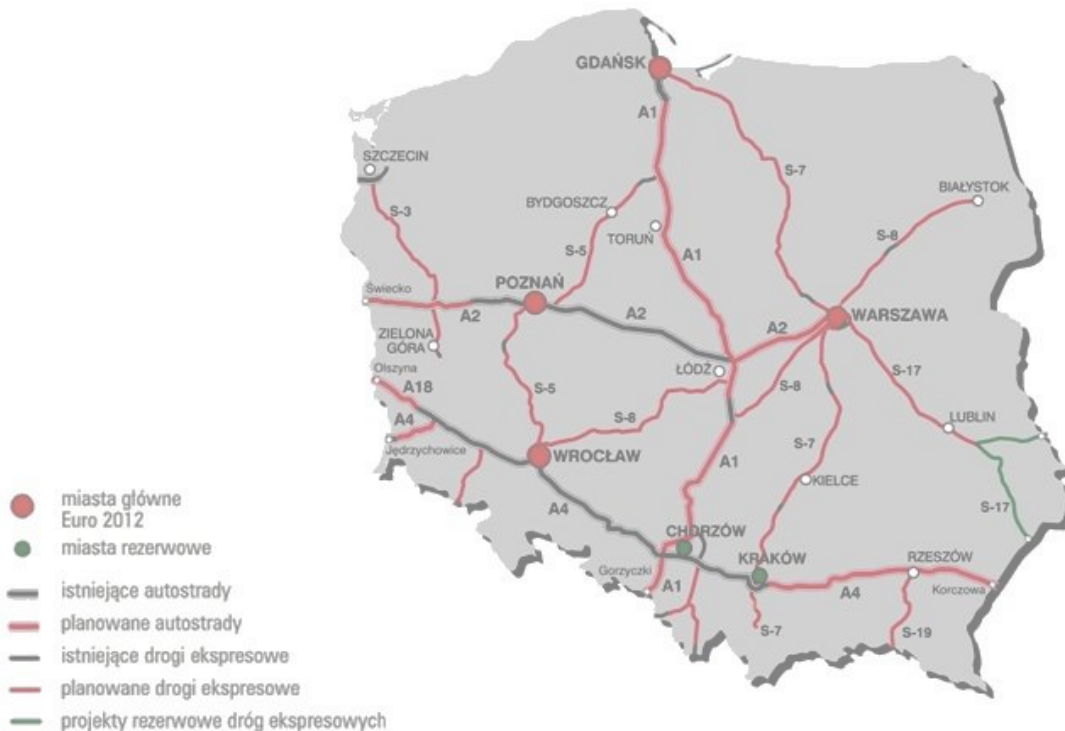 GDAŃSK
A1
SZCZECIN
S-7
BIAŁYSTOK
BYDGOSZCZ
S-3
TORUŃ
S-8
S-5
A1
POZNAŃ
Świecko
A2
A2
A2
WARSZAWA
ZIELONA
GÓRA
ŁÓDŹ
Olszyna
A18
S-5
S-8
S-17
A4
S-8
LUBLIN
Jędrzychowice
WROCŁAW
S-7
A1
KIELCE
miasta główne
Euro 2012
A4
S-17
CHORZÓW
miasta rezerwowe
KRAKÓW
RZESZÓW
Gorzyczki
A1
A4
Korczowa
istniejące autostrady
planowane autostrady
S-7
S-19
istniejące drogi ekspresowe
planowane drogi ekspresowe
projekty rezerwowe dróg ekspresowych